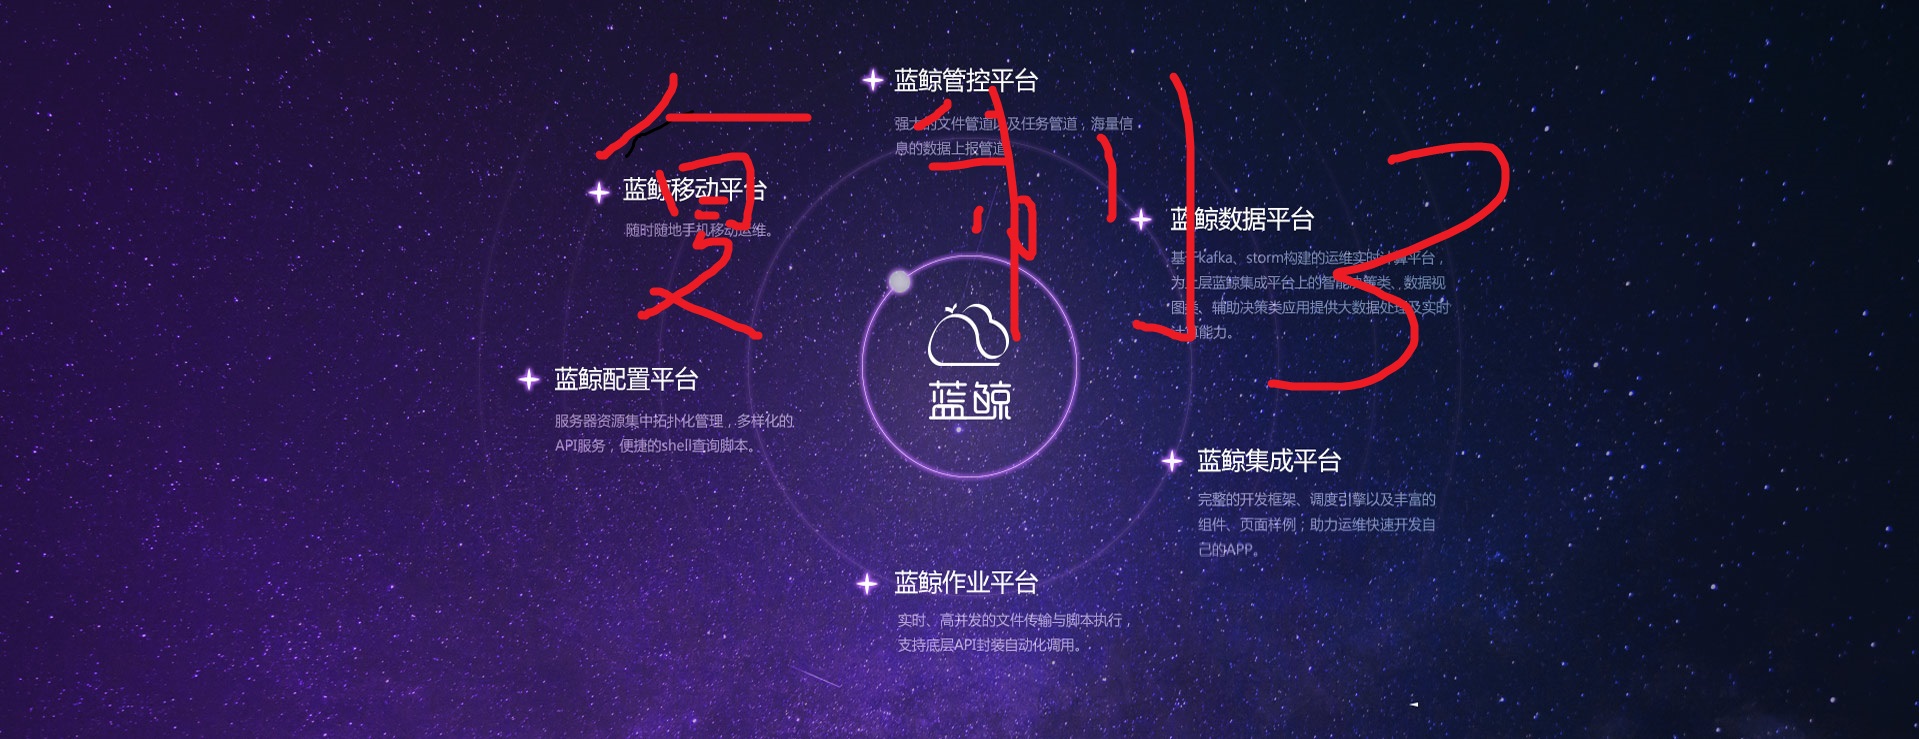 复制3
蓝鲸管控平台
强大的文件管道以及任务管道，海量信
息的数据上报管道
蓝鲸移动平台
随时随地手机移动运维。
蓝鲸数据平台
基于kafka、storm构建的运维实时计算平台，
为上层蓝鲸集成平台上的智能决策类、数据视
图类、辅助决策类应用提供大数据处理及实时
计算能力。
蓝鲸
蓝鲸配置平台
服务器资源集中拓扑化管理，多样化的
API服务，便捷的shell查询脚本。
蓝鲸集成平台
完整的开发框架、调度引擎以及丰富的
组件、页面样例，助力运维快速开发自
己的APP。
蓝鲸作业平台
实时、高并发的文件传输与脚本执行，
支持底层API封装自动化调用。